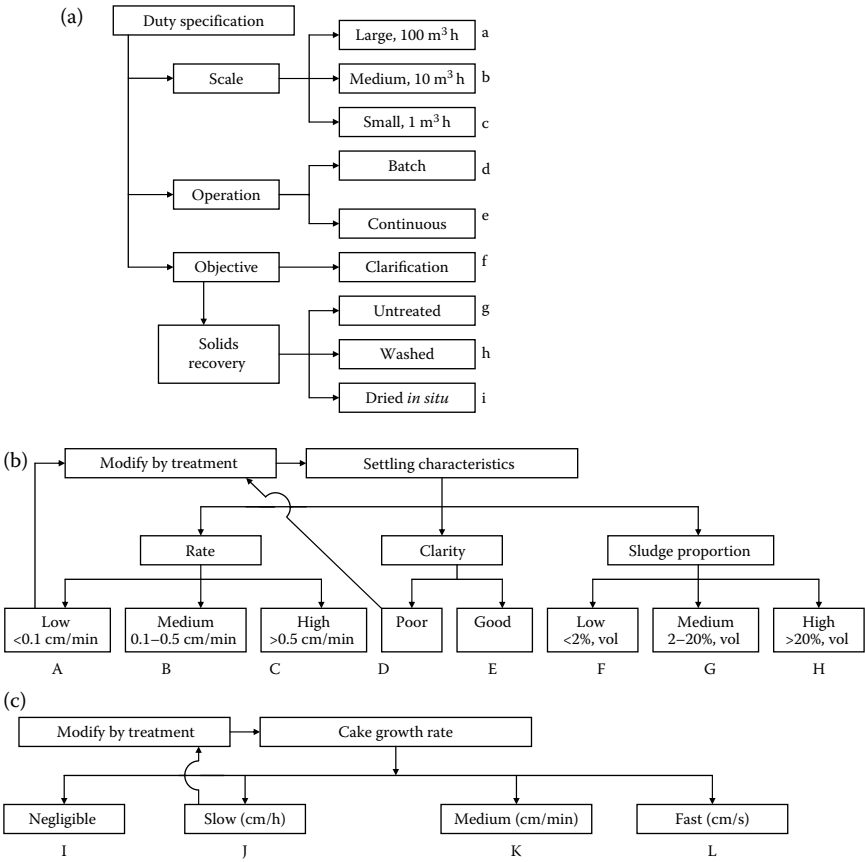 (a)
Duty specification
Large, 100 m³ h a
Scale
Medium, 10 m³ h b
Small, 1 m³ h c
Batch d
Operation
Continuous e
Objective
Clarification f
Untreated g
Solids
recovery
Washed h
Dried in situ i
(b)
Modify by treatment
Settling characteristics
Rate
Clarity
Sludge proportion
Low
<0.1 cm/min
Medium
0.1–0.5 cm/min
High
>0.5 cm/min
Poor
Good
Low
<2%, vol
Medium
2–20%, vol
High
>20%, vol
A B C D E F G H
(c)
Modify by treatment
Cake growth rate
Negligible
Slow (cm/h)
Medium (cm/min)
Fast (cm/s)
I J K L